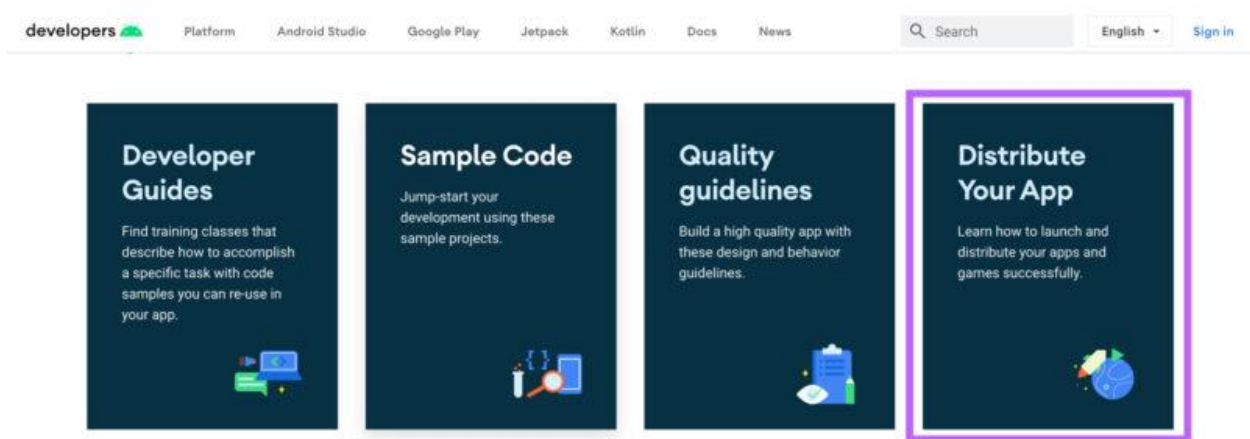 developers
Platform
Android Studio
Google Play
Jetpack
Kotlin
Docs
News
Search
English
Sign in
Developer
Guides
Find training classes that
describe how to accomplish
a specific task with code
samples you can re-use in
your app.
Sample Code
Jump-start your
development using these
sample projects.
Quality
guidelines
Build a high quality app with
these design and behavior
guidelines.
Distribute
Your App
Learn how to launch and
distribute your apps and
games successfully.